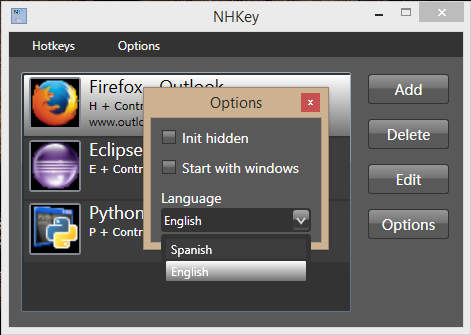 NHKey
Hotkeys Options
Firefox - Outlook
H + Contr
www.outlo
Eclipse
E + Contr
Python
P + Contr
Add
Delete
Edit
Options
Options
x
Init hidden
Start with windows
Language
English
Spanish
English